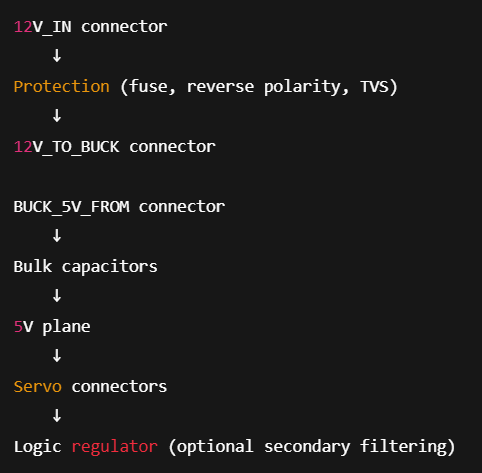 12V_IN connector
↓
Protection (fuse, reverse polarity, TVS)
↓
12V_TO_BUCK connector
BUCK_5V_FROM connector
↓
Bulk capacitors
↓
5V plane
↓
Servo connectors
↓
Logic regulator (optional secondary filtering)